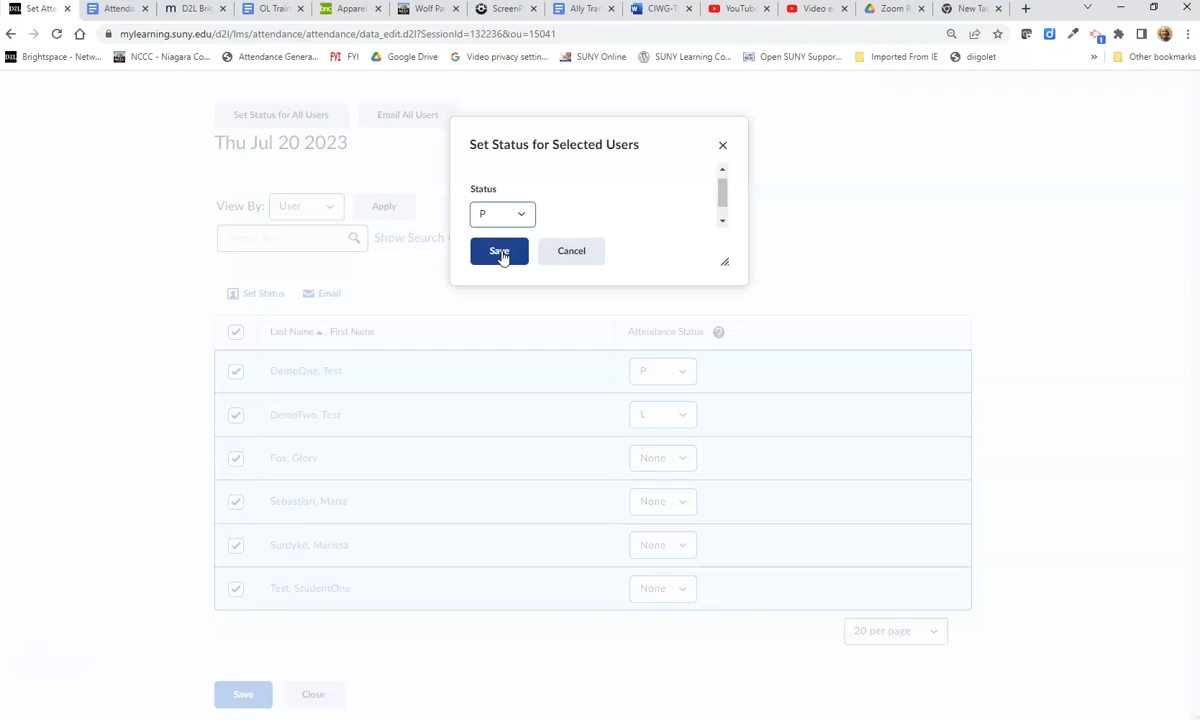 Set Atte
Attenda
D2L Brig
OL Train
Apparel
Wolf Pa
ScreenP
Ally Trac
CIWG-T
YouTube
Video e
Zoom R
New Tab
mylearning.suny.edu/d2l/lms/attendance/attendance/data_edit.d2l?SessionId=132236&ou=15041
Brightspace - Netw...
NCCC - Niagara Co...
Attendance Genera...
FYI
Google Drive
Video privacy settin...
SUNY Online
SUNY Learning Co...
Open SUNY Suppor...
Imported From IE
diigolet
»
Other bookmarks
Set Status for All Users
Email All Users
Thu Jul 20 2023
View By: User Apply
Show Search
Set Status for Selected Users
Status
P
Save Cancel
Set Status Email
Last Name , First Name Attendance Status
DemoOne, Test P
DemoTwo, Test L
Fox, Glory None
Sebastian, Maria None
Surdyke, Marissa None
Test, StudentOne None
20 per page
Save Close